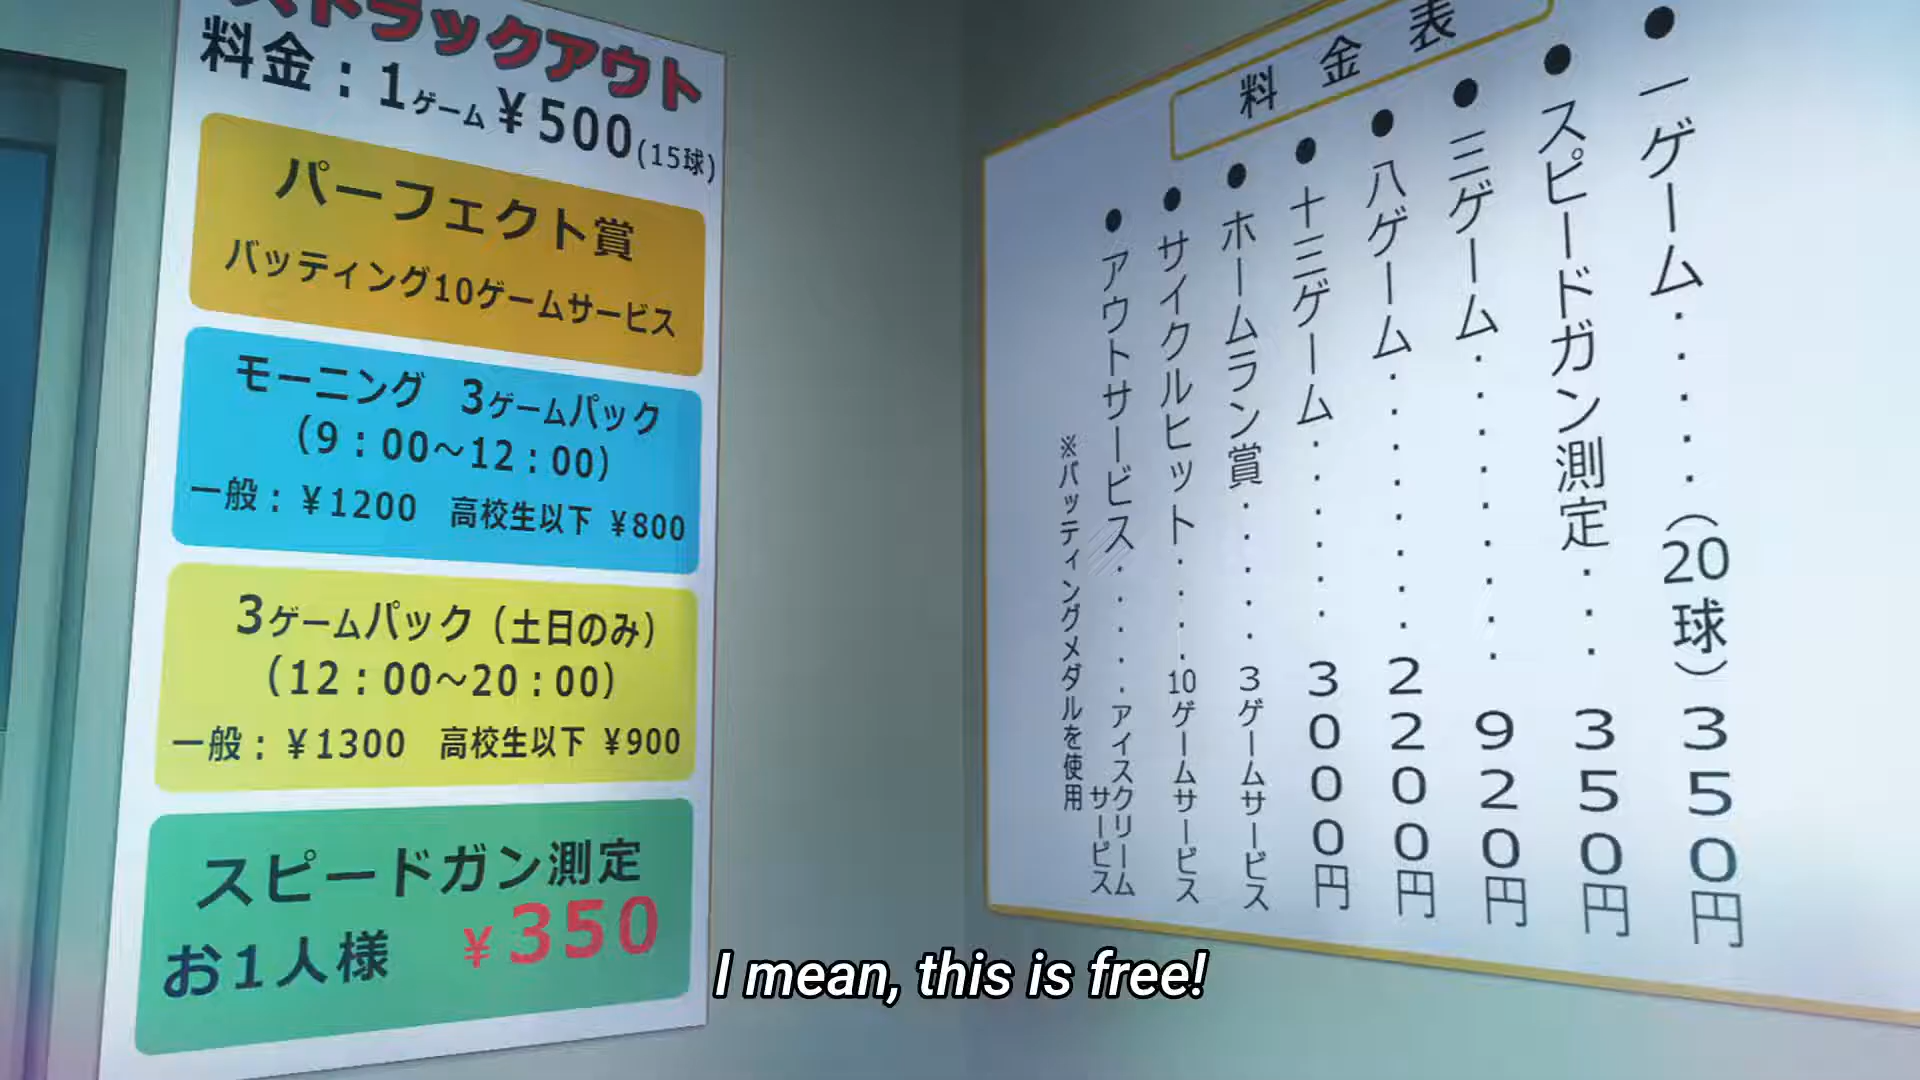 ストラックアウト
料金：1ゲーム ¥500(15球)
パーフェクト賞
バッティング10ゲームサービス
モーニング 3ゲームパック
(9：00～12：00)
一般：¥1200 高校生以下 ¥800
3ゲームパック（土日のみ）
(12：00～20：00)
一般：¥1300 高校生以下 ¥900
スピードガン測定
お1人様 ¥350
料金表
●一ゲーム・・・・・（20球）350円
●スピードガン測定・・・350円
●三ゲーム・・・・・・・・・920円
●八ゲーム・・・・・・・・2200円
●十三ゲーム・・・・・・3000円
●ホームラン賞・・・・・3ゲームサービス
●サイクルヒット・・・・10ゲームサービス
●アウトサービス・・・・・アイスクリームサービス
※バッティングメダルを使用
I mean, this is free!